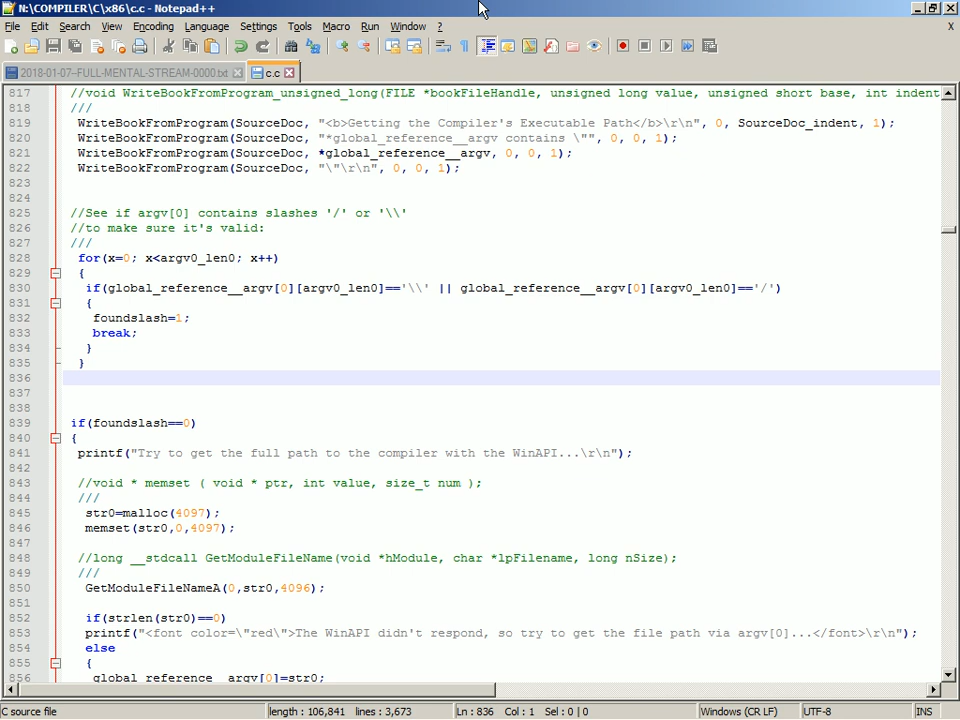 N:\COMPILER\C\x86\c.c - Notepad++
File Edit Search View Encoding Language Settings Tools Macro Run Window ? X
2018-01-07--FULL-MENTAL-STREAM-0000.txt c.c
817 //void WriteBookFromProgram_unsigned_long(FILE *bookFileHandle, unsigned long value, unsigned short base, int indent
818 ///
819 WriteBookFromProgram(SourceDoc, "<b>Getting the Compiler's Executable Path</b>\r\n", 0, SourceDoc_indent, 1);
820 WriteBookFromProgram(SourceDoc, "*global_reference__argv contains \"", 0, 0, 1);
821 WriteBookFromProgram(SourceDoc, *global_reference__argv, 0, 0, 1);
822 WriteBookFromProgram(SourceDoc, "\"\r\n", 0, 0, 1);
823
824
825 //See if argv[0] contains slashes '/' or '\\'
826 //to make sure it's valid:
827 ///
828 for(x=0; x<argv0_len0; x++)
829 {
830 if(global_reference__argv[0][argv0_len0]=='\\' || global_reference__argv[0][argv0_len0]=='/')
831 {
832 foundslash=1;
833 break;
834 }
835 }
836
837
838
839 if(foundslash==0)
840 {
841 printf("Try to get the full path to the compiler with the WinAPI...\r\n");
842
843 //void * memset ( void * ptr, int value, size_t num );
844 ///
845 str0=malloc(4097);
846 memset(str0,0,4097);
847
848 //long __stdcall GetModuleFileName(void *hModule, char *lpFilename, long nSize);
849 ///
850 GetModuleFileNameA(0,str0,4096);
851
852 if(strlen(str0)==0)
853 printf("<font color=\"red\">The WinAPI didn't respond, so try to get the file path via argv[0]...</font>\r\n");
854 else
855 {
856 global_reference__argv[0]=str0;
C source file length : 106,841 lines : 3,673 Ln : 836 Col : 1 Sel : 0 | 0 Windows (CR LF) UTF-8 INS